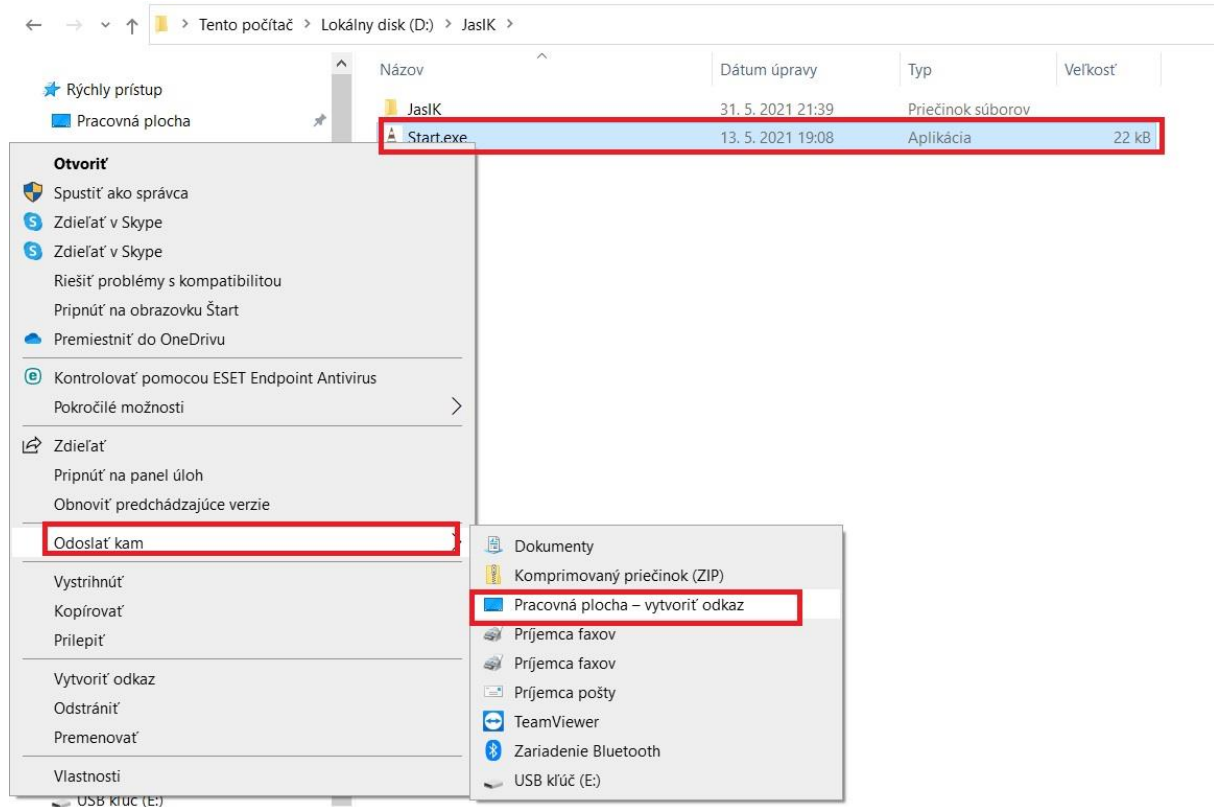 Tento počítač > Lokálny disk (D:) > JasIK >
Názov Dátum úpravy Typ Veľkosť
Rýchly prístup
Pracovná plocha
JasIK 31. 5. 2021 21:39 Priečinok súborov
Start.exe 13. 5. 2021 19:08 Aplikácia 22 kB
Otvoriť
Spustiť ako správca
Zdieľať v Skype
Zdieľať v Skype
Riešiť problémy s kompatibilitou
Pripnúť na obrazovku Štart
Premiestniť do OneDrivu
Kontrolovať pomocou ESET Endpoint Antivirus
Pokročilé možnosti
Zdieľať
Pripnúť na panel úloh
Obnoviť predchádzajúce verzie
Odoslať kam
Vystrihnúť
Kopírovať
Prilepiť
Vytvoriť odkaz
Odstrániť
Premenovať
Vlastnosti
USB kľúč (E:)
Dokumenty
Komprimovaný priečinok (ZIP)
Pracovná plocha – vytvoriť odkaz
Príjemca faxov
Príjemca faxov
Príjemca pošty
TeamViewer
Zariadenie Bluetooth
USB kľúč (E:)